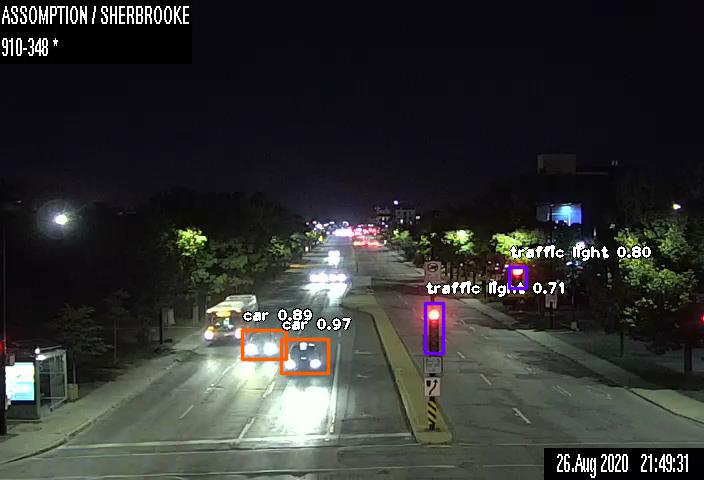 ASSOMPTION / SHERBROOKE
910-348 *
traffic light 0.80
traffic light 0.71
car 0.89
car 0.97
26.Aug 2020 21:49:31